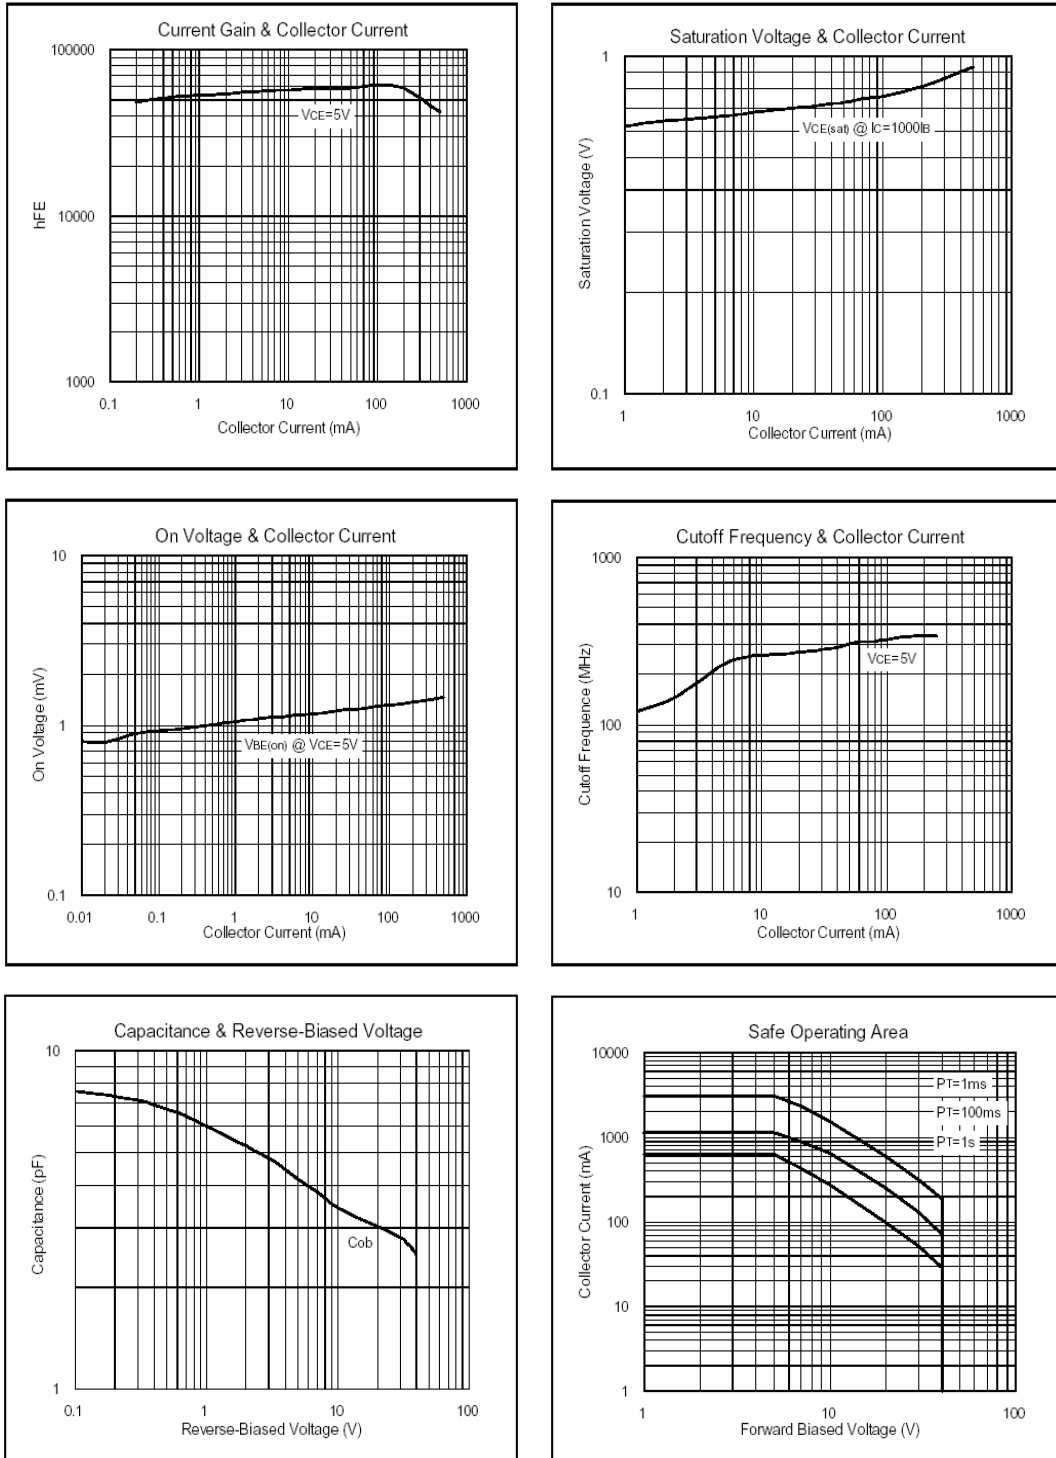 Current Gain & Collector Current
100000
10000
1000
hFE
VCE=5V
0.1 1 10 100 1000
Collector Current (mA)
Saturation Voltage & Collector Current
1
0.1
Saturation Voltage (V)
VCE(sat) @ IC=1000IB
1 10 100 1000
Collector Current (mA)
On Voltage & Collector Current
10
1
0.1
On Voltage (mV)
VBE(on) @ VCE=5V
0.01 0.1 1 10 100 1000
Collector Current (mA)
Cutoff Frequency & Collector Current
1000
100
10
Cutoff Frequence (MHz)
VCE=5V
1 10 100 1000
Collector Current (mA)
Capacitance & Reverse-Biased Voltage
10
1
Capacitance (pF)
Cob
0.1 1 10 100
Reverse-Biased Voltage (V)
Safe Operating Area
10000
1000
100
10
1
Collector Current (mA)
PT=1ms
PT=100ms
PT=1s
1 10 100
Forward Biased Voltage (V)